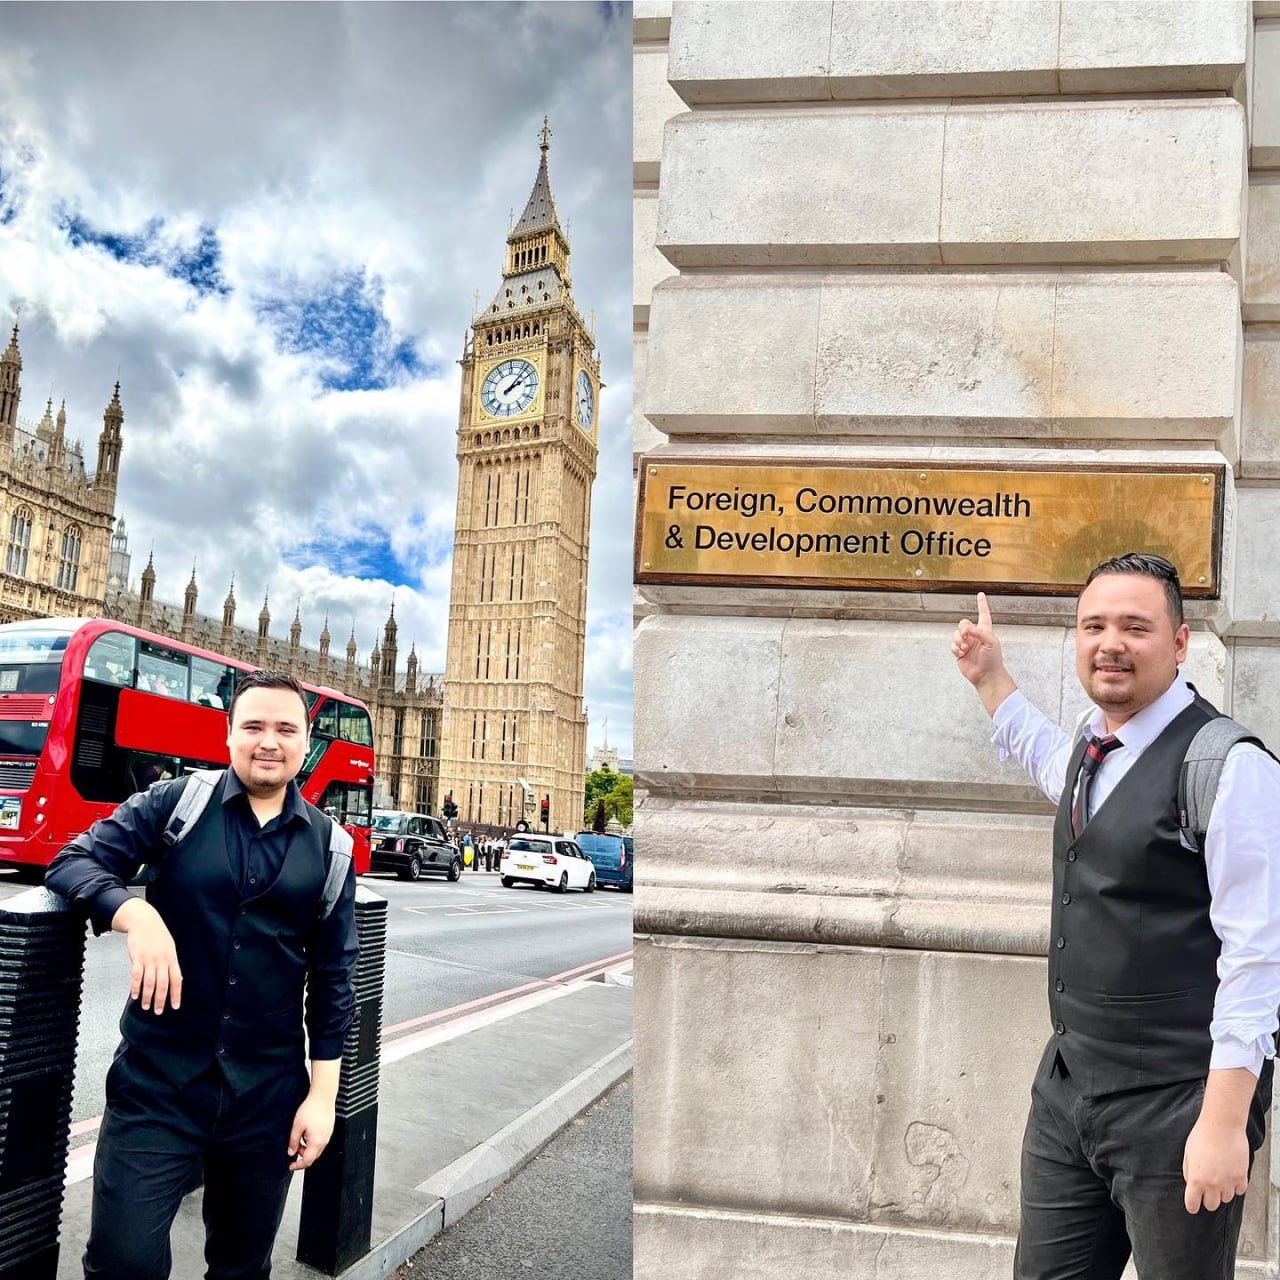 Foreign, Commonwealth
& Development Office